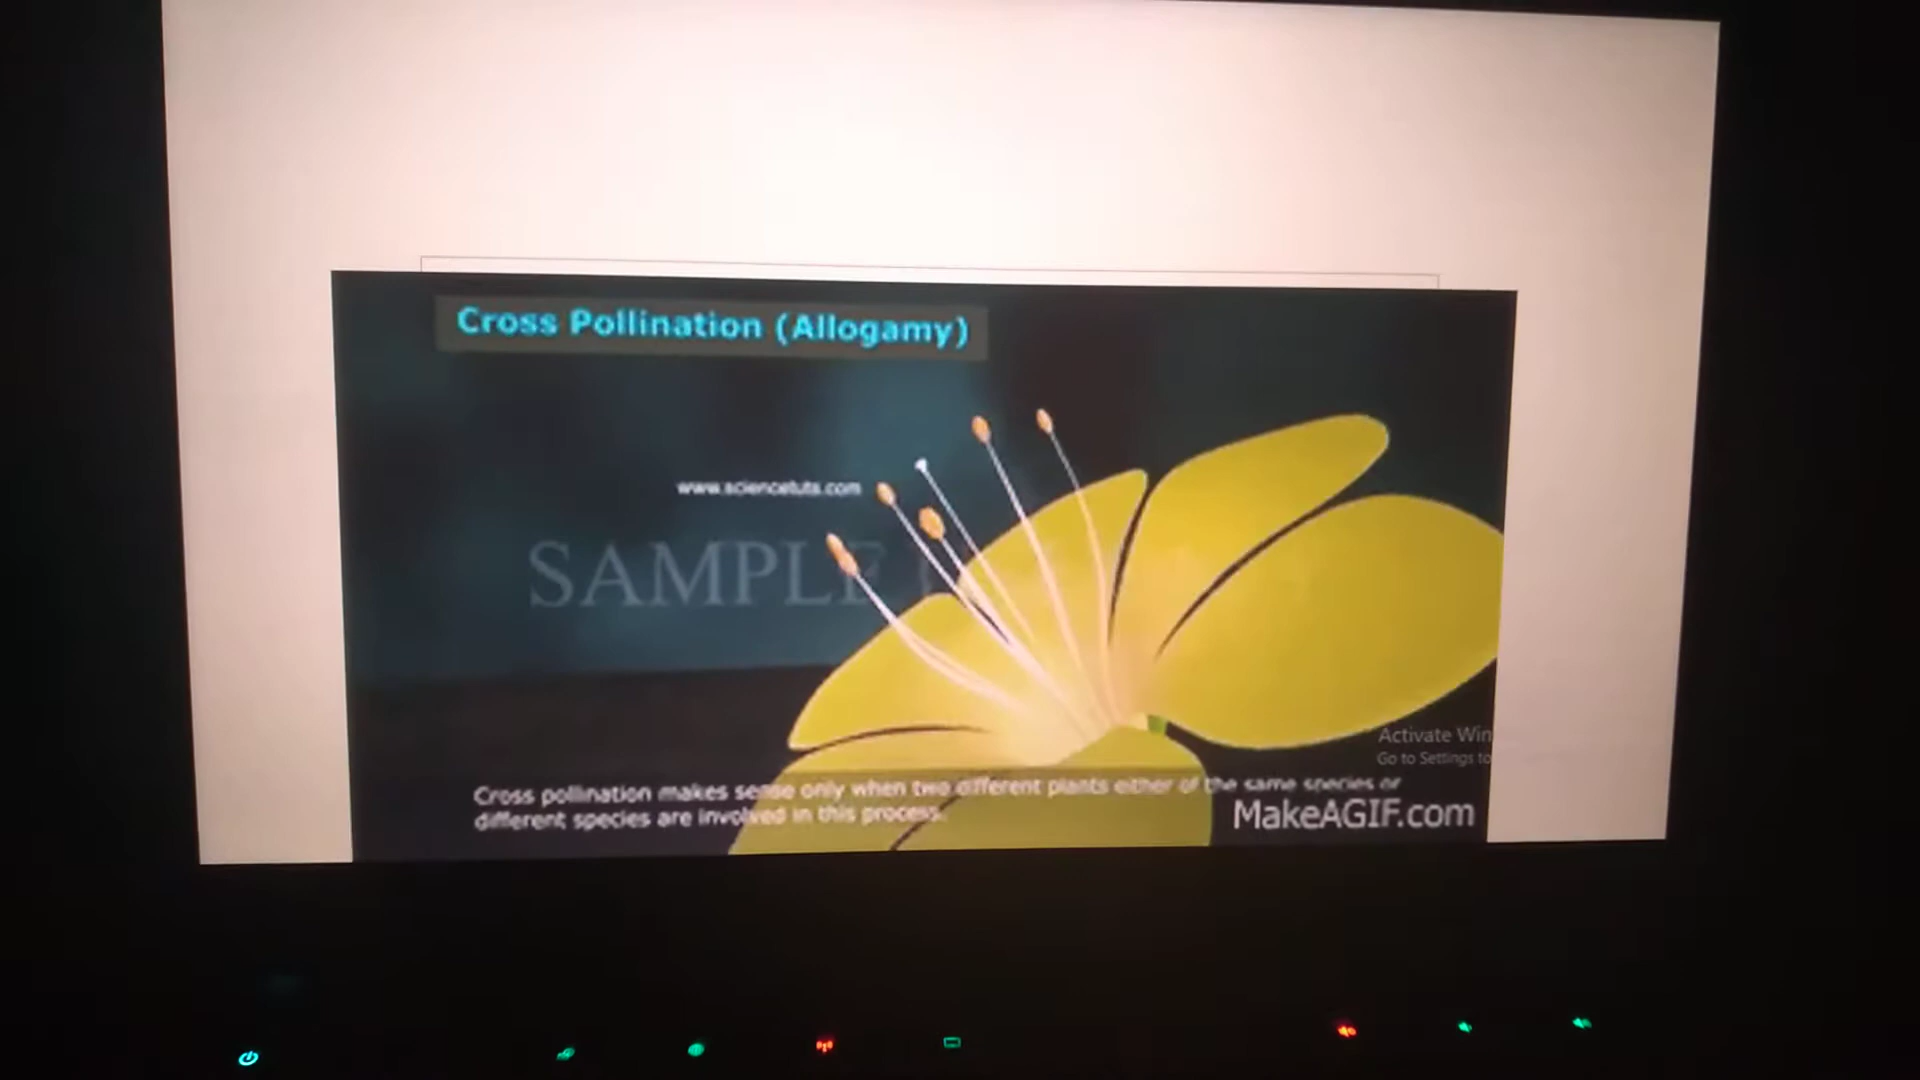 Cross Pollination (Allogamy)
www.sciencetuts.com
SAMPLE
Activate Win
Go to Settings to
Cross pollination makes sense only when two different plants either of the same species or
different species are involved in this process.
MakeAGIF.com